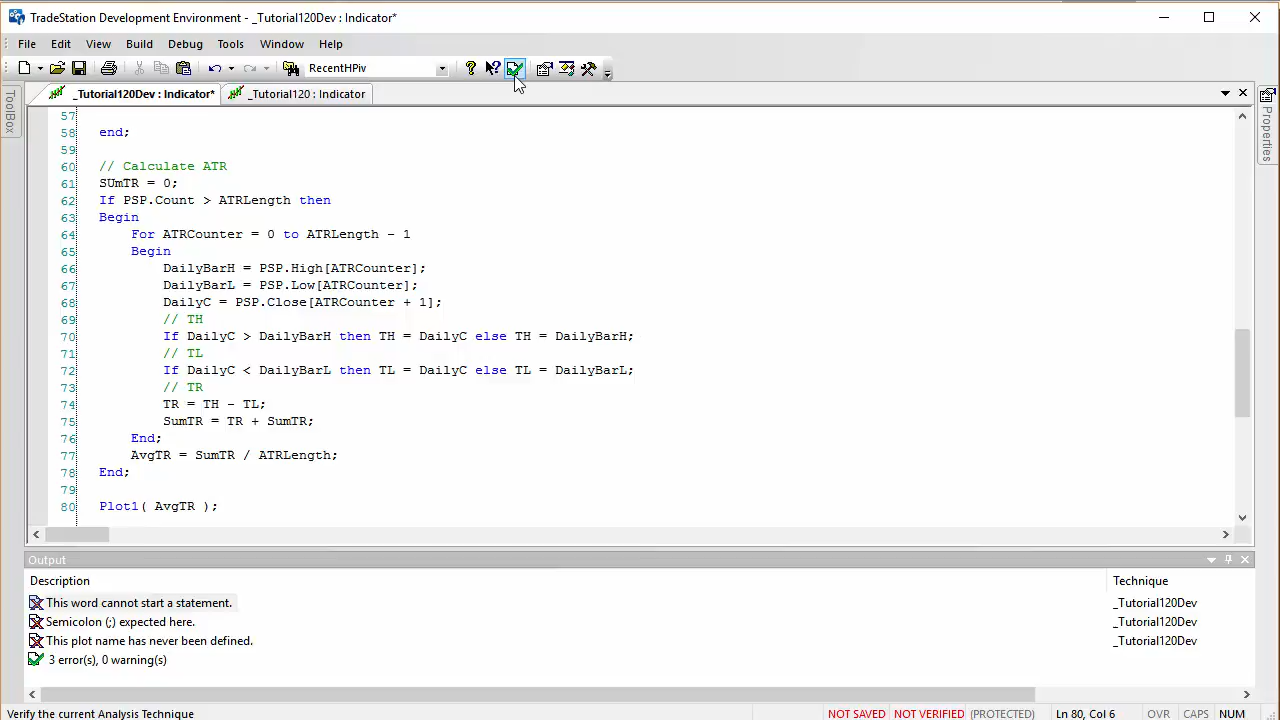 TradeStation Development Environment - _Tutorial120Dev : Indicator*
File Edit View Build Debug Tools Window Help
RecentHPiv
_Tutorial120Dev : Indicator* _Tutorial120 : Indicator
ToolBox
Properties
57
58 end;
59
60 // Calculate ATR
61 SUmTR = 0;
62 If PSP.Count > ATRLength then
63 Begin
64 For ATRCounter = 0 to ATRLength - 1
65 Begin
66 DailyBarH = PSP.High[ATRCounter];
67 DailyBarL = PSP.Low[ATRCounter];
68 DailyC = PSP.Close[ATRCounter + 1];
69 // TH
70 If DailyC > DailyBarH then TH = DailyC else TH = DailyBarH;
71 // TL
72 If DailyC < DailyBarL then TL = DailyC else TL = DailyBarL;
73 // TR
74 TR = TH - TL;
75 SumTR = TR + SumTR;
76 End;
77 AvgTR = SumTR / ATRLength;
78 End;
79
80 Plot1( AvgTR );
Output
Description Technique
This word cannot start a statement. _Tutorial120Dev
Semicolon (;) expected here. _Tutorial120Dev
This plot name has never been defined. _Tutorial120Dev
3 error(s), 0 warning(s)
Verify the current Analysis Technique NOT SAVED NOT VERIFIED (PROTECTED) Ln 80, Col 6 OVR CAPS NUM